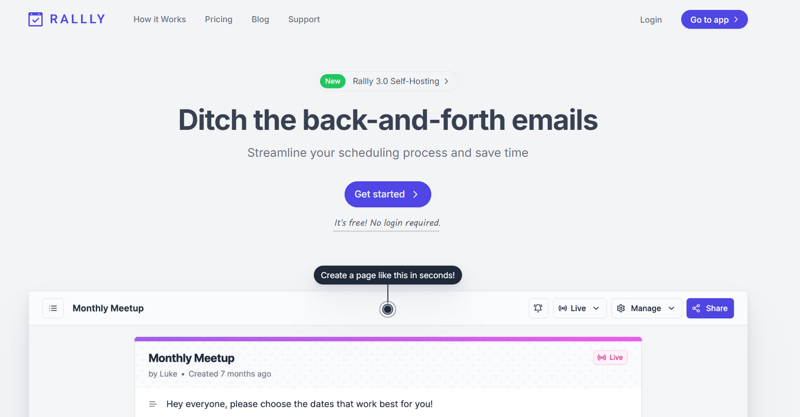 RALLLY How it Works Pricing Blog Support Login Go to app
New Rallly 3.0 Self-Hosting
Ditch the back-and-forth emails
Streamline your scheduling process and save time
Get started
It's free! No login required.
Create a page like this in seconds!
Monthly Meetup Live Manage Share
Monthly Meetup Live
by Luke • Created 7 months ago
Hey everyone, please choose the dates that work best for you!